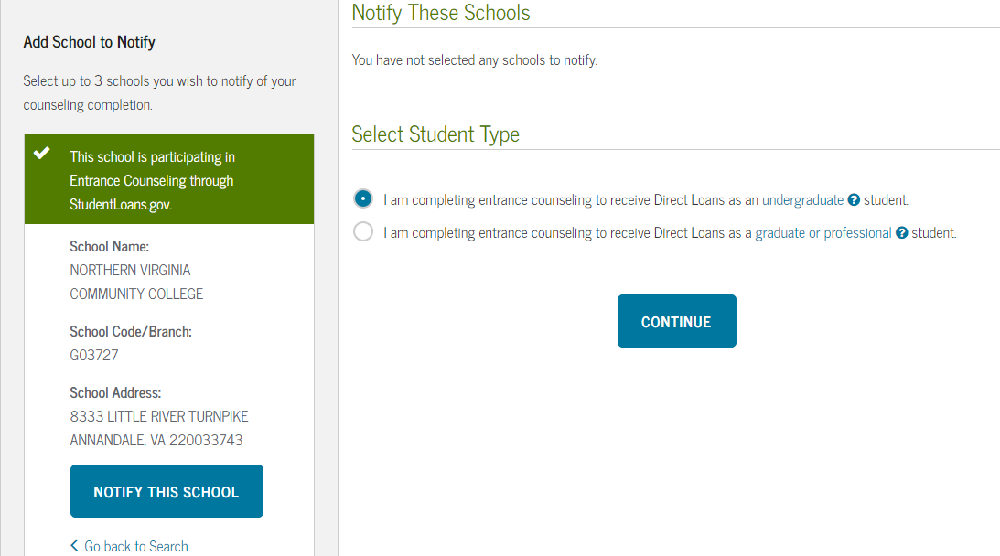 Add School to Notify
Select up to 3 schools you wish to notify of your
counseling completion.
This school is participating in
Entrance Counseling through
StudentLoans.gov.
School Name:
NORTHERN VIRGINIA
COMMUNITY COLLEGE
School Code/Branch:
G03727
School Address:
8333 LITTLE RIVER TURNPIKE
ANNANDALE, VA 220033743
NOTIFY THIS SCHOOL
Go back to Search
Notify These Schools
You have not selected any schools to notify.
Select Student Type
I am completing entrance counseling to receive Direct Loans as an undergraduate ? student.
I am completing entrance counseling to receive Direct Loans as a graduate or professional ? student.
CONTINUE